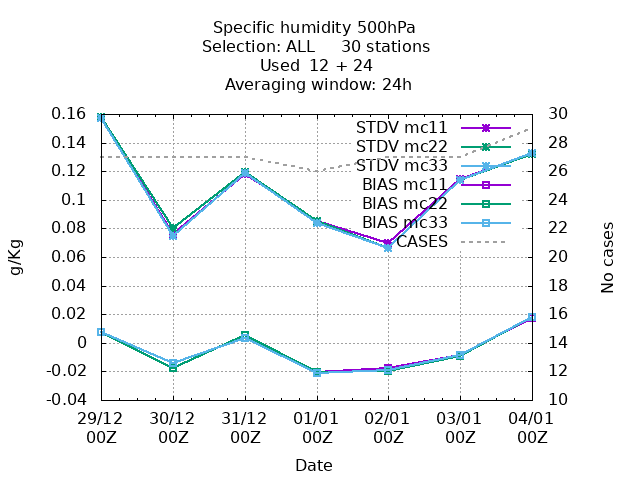 Specific humidity 500hPa
Selection: ALL 30 stations
Used 12 + 24
Averaging window: 24h
0.16
0.14
0.12
0.1
0.08
0.06
0.04
0.02
0
-0.02
-0.04
g/Kg
STDV mc11
STDV mc22
STDV mc33
BIAS mc11
BIAS mc22
BIAS mc33
CASES
30
28
26
24
22
20
18
16
14
12
10
No cases
29/12 30/12 31/12 01/01 02/01 03/01 04/01
00Z 00Z 00Z 00Z 00Z 00Z 00Z
Date